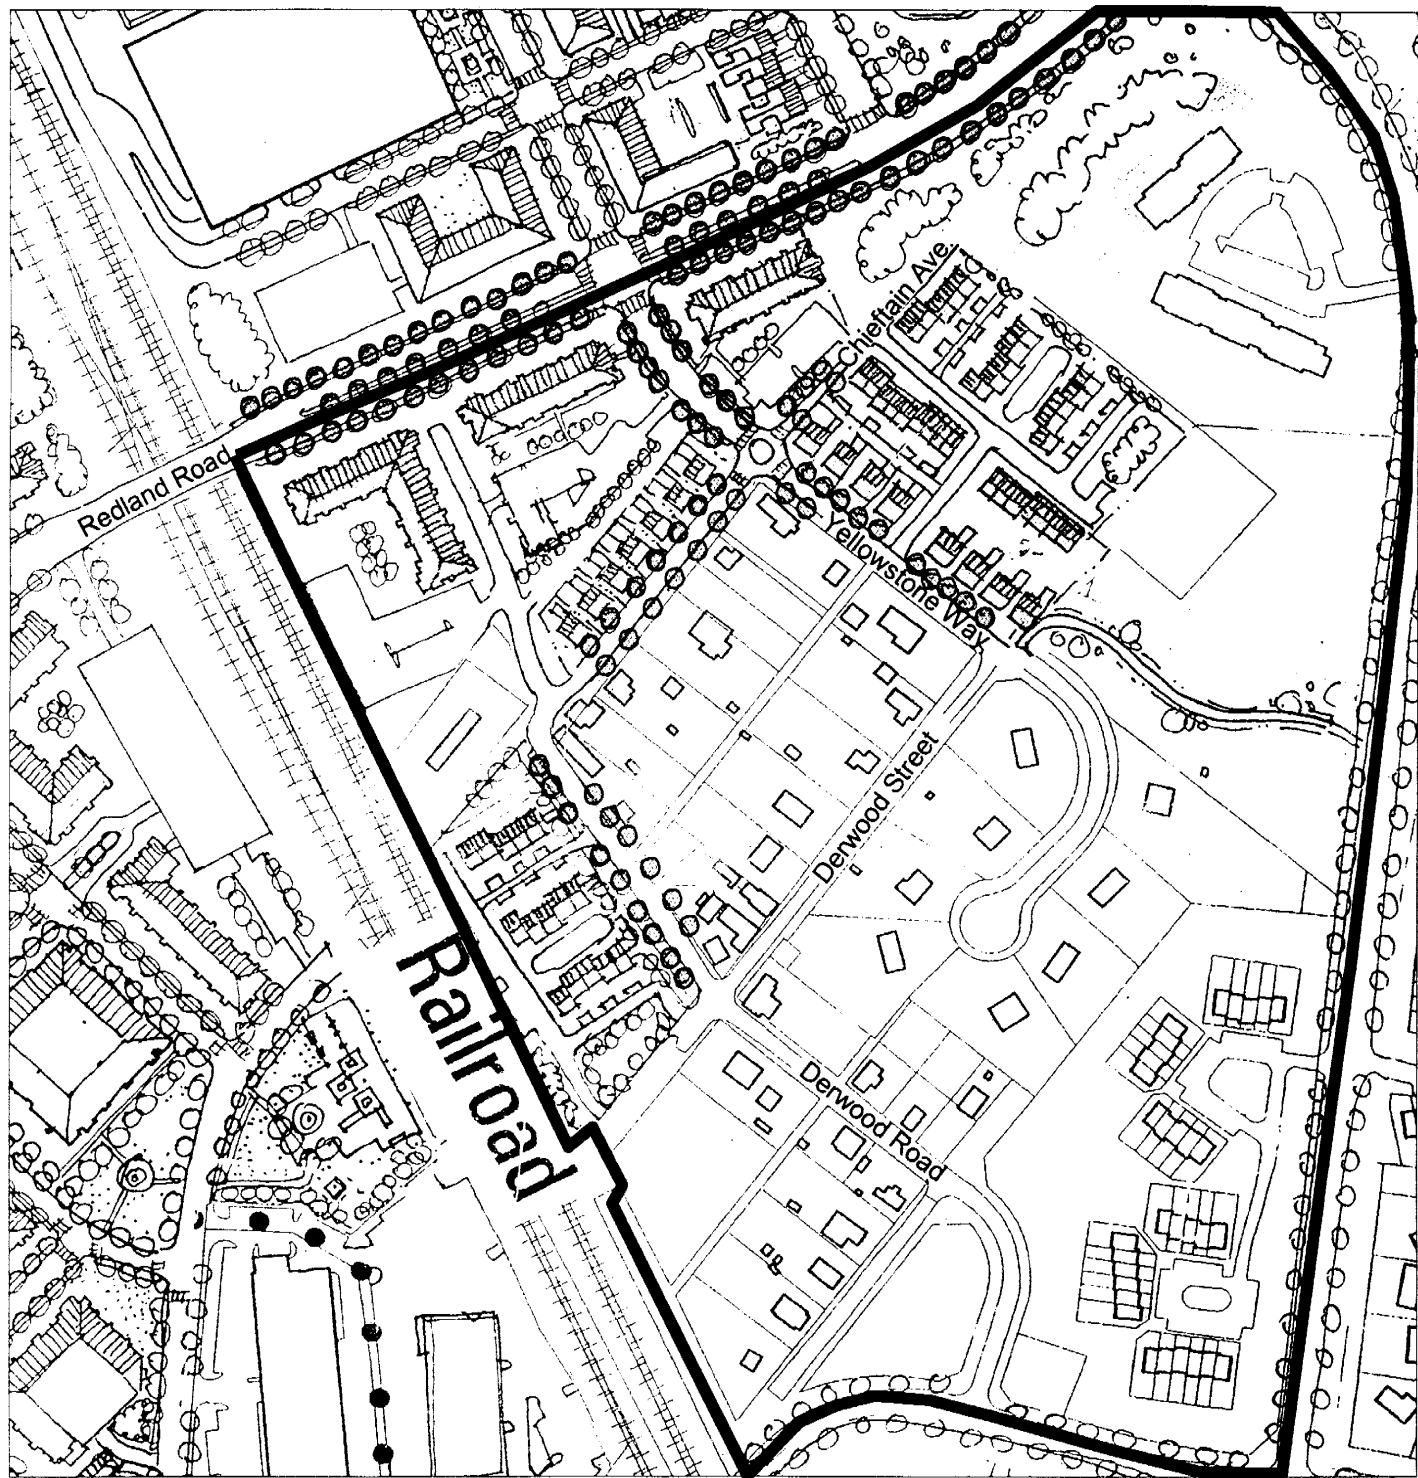 Chieftain Ave.
Redland Road
Yellowstone Way
Derwood Street
Railroad
Derwood Road